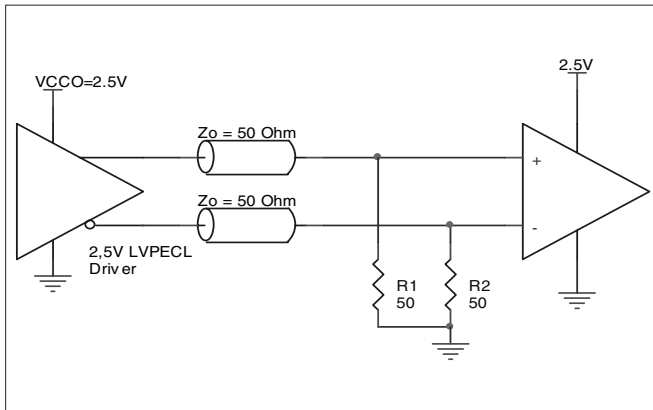 VCCO=2.5V
2.5V
Zo = 50 Ohm
Zo = 50 Ohm
+
-
2,5V LVPECL
Driver
R1
50
R2
50